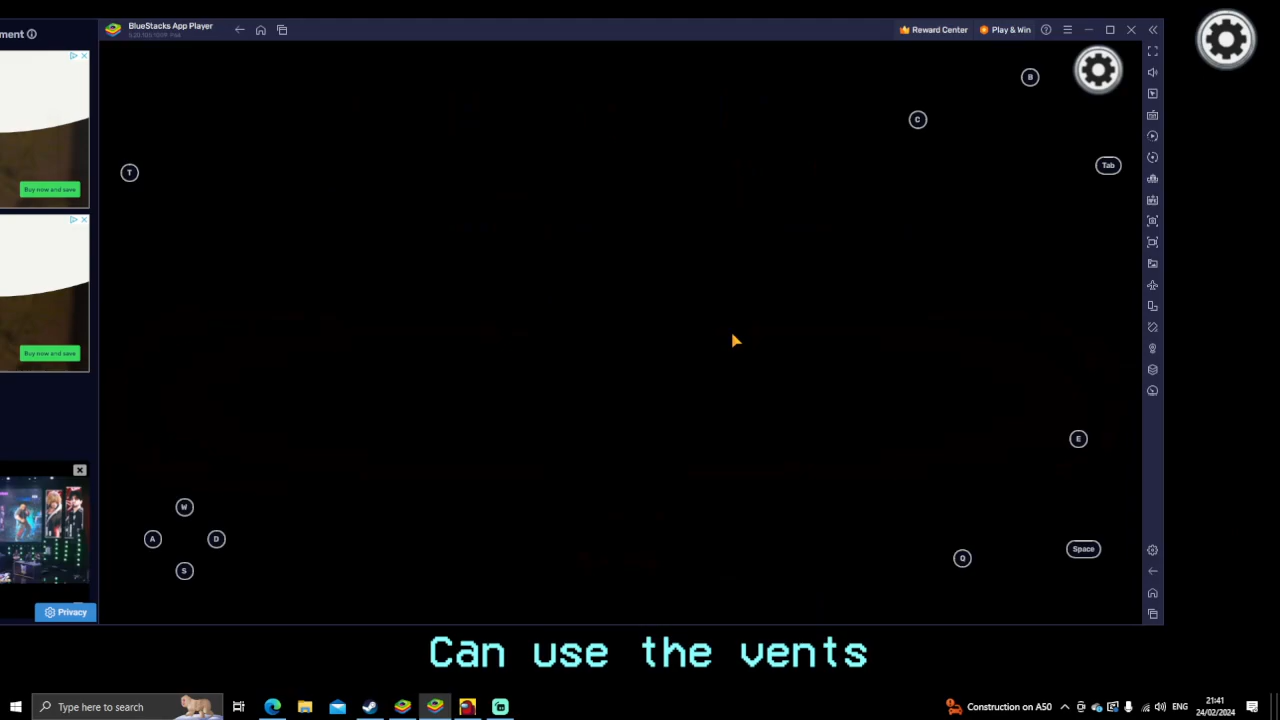 ment
BlueStacks App Player
Reward Center
Play & Win
B
C
T
Tab
Buy now and save
Buy now and save
E
W
A
D
S
Q
Space
Privacy
Can use the vents
Type here to search
Construction on A50
ENG
21:41
24/02/2024